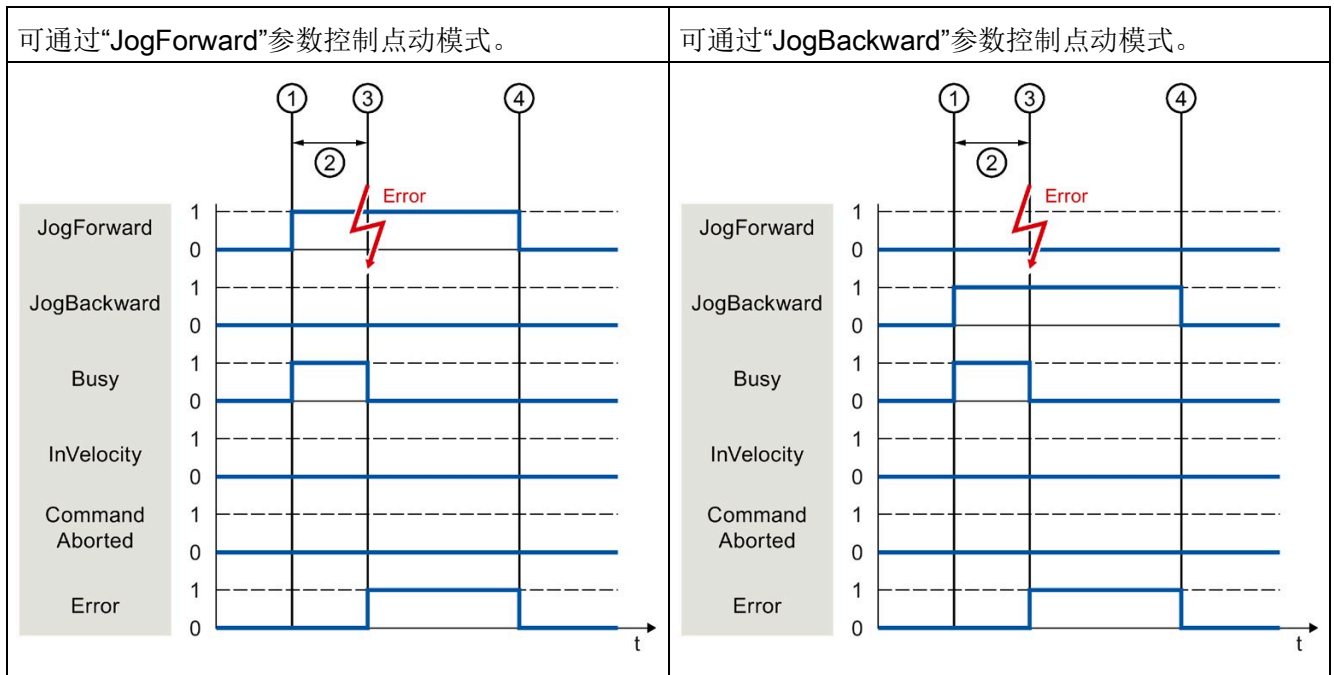 可通过“JogForward”参数控制点动模式。
① ③ ④
②
Error
JogForward 1
0
JogBackward 1
0
Busy 1
0
InVelocity 1
0
Command 1
Aborted 0
Error 1
0
t
可通过“JogBackward”参数控制点动模式。
① ③ ④
②
Error
JogForward 1
0
JogBackward 1
0
Busy 1
0
InVelocity 1
0
Command 1
Aborted 0
Error 1
0
t